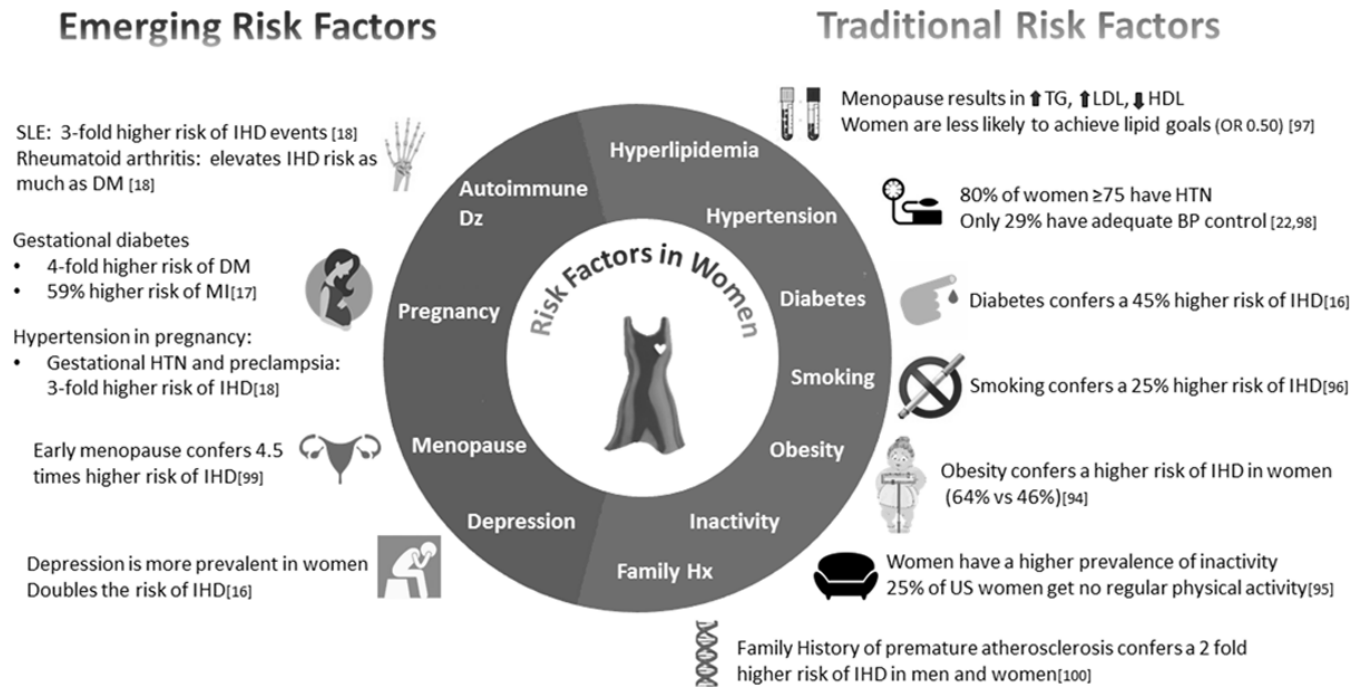 Emerging Risk Factors
Traditional Risk Factors
SLE: 3-fold higher risk of IHD events [18]
Rheumatoid arthritis: elevates IHD risk as
much as DM [18]
Gestational diabetes
• 4-fold higher risk of DM
• 59% higher risk of MI[17]
Hypertension in pregnancy:
• Gestational HTN and preclampsia:
3-fold higher risk of IHD[18]
Early menopause confers 4.5
times higher risk of IHD[99]
Depression is more prevalent in women
Doubles the risk of IHD[16]
Autoimmune
Dz
Pregnancy
Menopause
Depression
Risk Factors in Women
Hyperlipidemia
Hypertension
Diabetes
Smoking
Obesity
Inactivity
Family Hx
Menopause results in ⬆TG, ⬆LDL, ⬇HDL
Women are less likely to achieve lipid goals (OR 0.50) [97]
80% of women ≥75 have HTN
Only 29% have adequate BP control [22,98]
Diabetes confers a 45% higher risk of IHD[16]
Smoking confers a 25% higher risk of IHD[96]
Obesity confers a higher risk of IHD in women
(64% vs 46%)[94]
Women have a higher prevalence of inactivity
25% of US women get no regular physical activity[95]
Family History of premature atherosclerosis confers a 2 fold
higher risk of IHD in men and women[100]